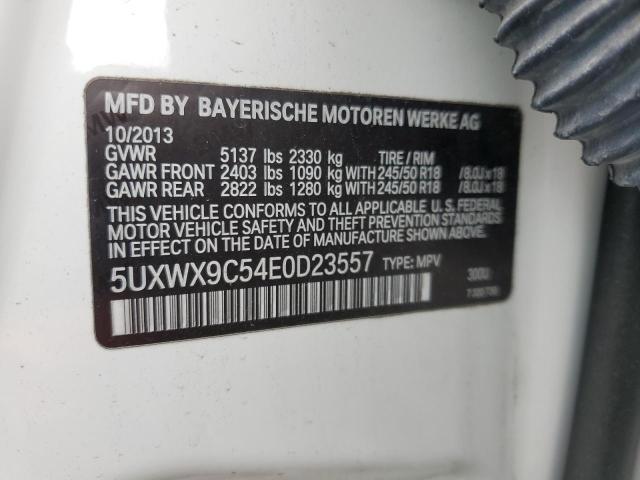 MFD BY BAYERISCHE MOTOREN WERKE AG
10/2013
GVWR 5137 lbs 2330 kg TIRE / RIM
GAWR FRONT 2403 lbs 1090 kg WITH 245/50 R18 / 8.0J x 18
GAWR REAR 2822 lbs 1280 kg WITH 245/50 R18 / 8.0J x 18
THIS VEHICLE CONFORMS TO ALL APPLICABLE U.S. FEDERAL
MOTOR VEHICLE SAFETY AND THEFT PREVENTION STANDARDS
IN EFFECT ON THE DATE OF MANUFACTURE SHOWN ABOVE.
5UXWX9C54E0D23557 TYPE: MPV 300U